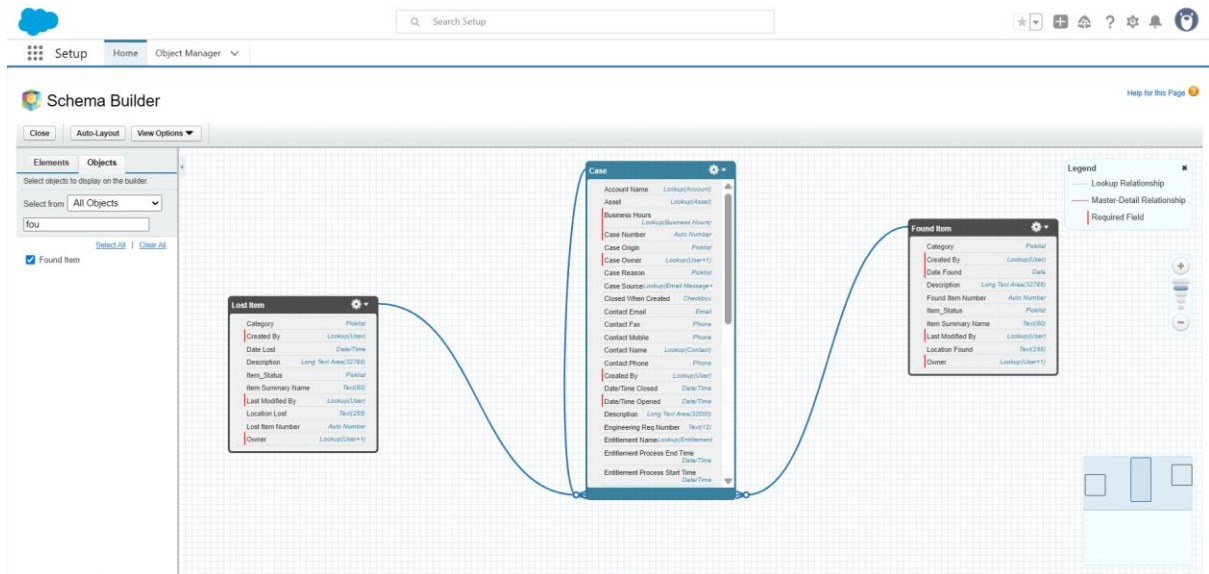 Search Setup
Setup
Home
Object Manager
Schema Builder
Help for this Page
Close
Auto-Layout
View Options
Elements
Objects
Select objects to display on the builder.
Select from
All Objects
fou
Select All | Clear All
Found Item
Lost Item
Category Picklist
Created By Lookup(User)
Date Lost Date/Time
Description Long Text Area(32768)
Item_Status Picklist
Item Summary Name Text(80)
Last Modified By Lookup(User)
Location Lost Text(255)
Lost Item Number Auto Number
Owner Lookup(User+1)
Case
Account Name Lookup(Account)
Asset Lookup(Asset)
Business Hours
Lookup(Business Hours)
Case Number Auto Number
Case Origin Picklist
Case Owner Lookup(User+1)
Case Reason Picklist
Case Source Lookup(Email Message+
Closed When Created Checkbox
Contact Email Email
Contact Fax Phone
Contact Mobile Phone
Contact Name Lookup(Contact)
Contact Phone Phone
Created By Lookup(User)
Date/Time Closed Date/Time
Date/Time Opened Date/Time
Description Long Text Area(32000)
Engineering Req Number Text(12)
Entitlement Name Lookup(Entitlement
Entitlement Process End Time
Date/Time
Entitlement Process Start Time
Date/Time
Found Item
Category Picklist
Created By Lookup(User)
Date Found Date
Description Long Text Area(32768)
Found Item Number Auto Number
Item_Status Picklist
Item Summary Name Text(80)
Last Modified By Lookup(User)
Location Found Text(255)
Owner Lookup(User+1)
Legend
Lookup Relationship
Master-Detail Relationship
Required Field